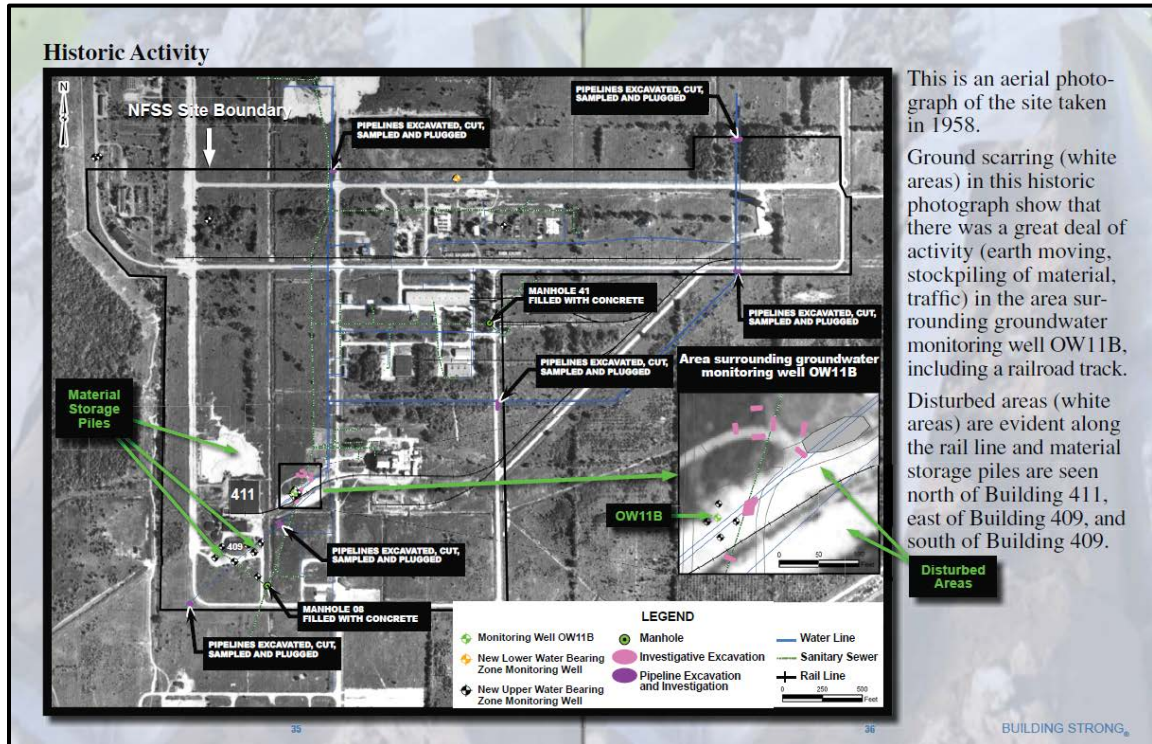 Historic Activity
N
NFSS Site Boundary
PIPELINES EXCAVATED, CUT,
SAMPLED AND PLUGGED
PIPELINES EXCAVATED, CUT,
SAMPLED AND PLUGGED
MANHOLE 41
FILLED WITH CONCRETE
PIPELINES EXCAVATED, CUT,
SAMPLED AND PLUGGED
PIPELINES EXCAVATED, CUT,
SAMPLED AND PLUGGED
Material
Storage
Piles
411
409
PIPELINES EXCAVATED, CUT,
SAMPLED AND PLUGGED
MANHOLE 08
FILLED WITH CONCRETE
PIPELINES EXCAVATED, CUT,
SAMPLED AND PLUGGED
Area surrounding groundwater
monitoring well OW11B
OW11B
0 50 100
Disturbed
Areas
LEGEND
Monitoring Well OW11B
New Lower Water Bearing
Zone Monitoring Well
New Upper Water Bearing
Zone Monitoring Well
Manhole
Investigative Excavation
Pipeline Excavation
and Investigation
Water Line
Sanitary Sewer
Rail Line
0 250 500
Feet
This is an aerial photo-
graph of the site taken
in 1958.
Ground scarring (white
areas) in this historic
photograph show that
there was a great deal of
activity (earth moving,
stockpiling of material,
traffic) in the area sur-
rounding groundwater
monitoring well OW11B,
including a railroad track.
Disturbed areas (white
areas) are evident along
the rail line and material
storage piles are seen
north of Building 411,
east of Building 409, and
south of Building 409.
35
36
BUILDING STRONG®